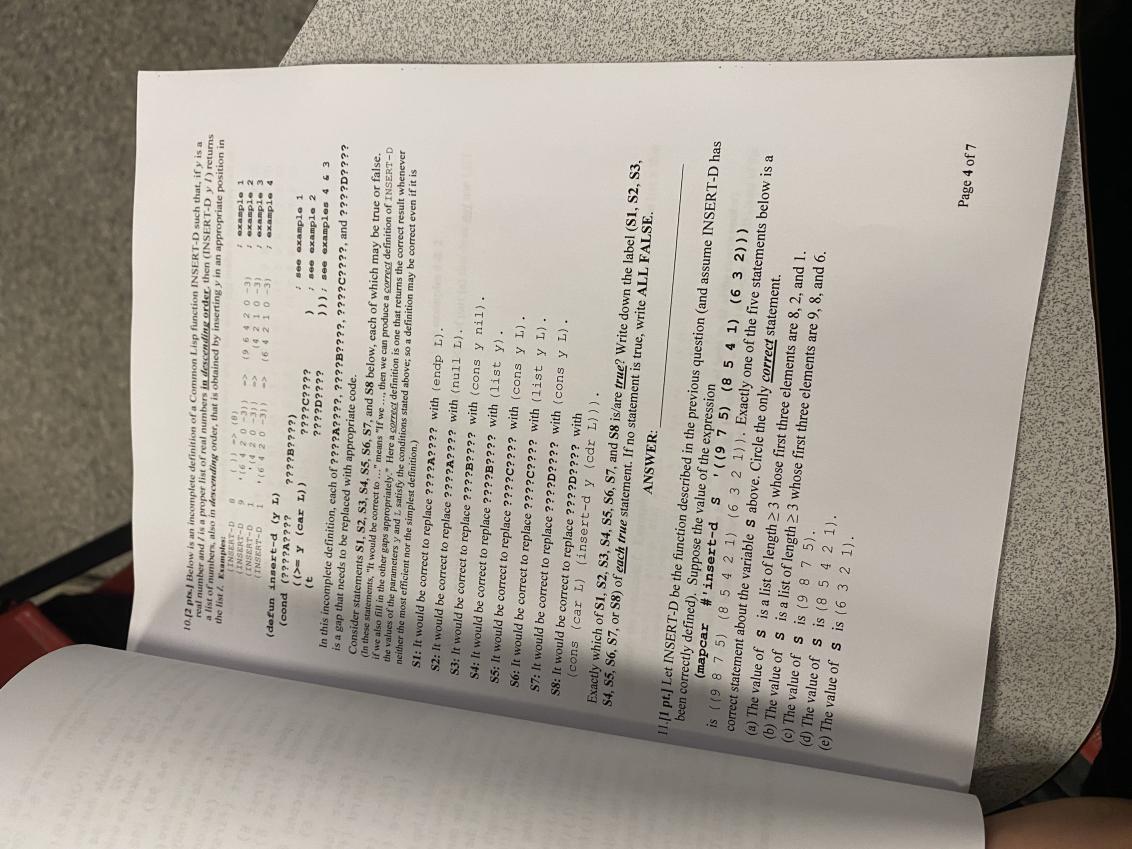 10.[2 pts.] Below is an incomplete definition of a Common Lisp function INSERT-D such that, if y is a
real number and l is a proper list of real numbers in descending order, then (INSERT-D y l) returns
a list of numbers, also in descending order, that is obtained by inserting y in an appropriate position in
the list l. Examples:
(INSERT-D 8 ( )) => (8) ; example 1
(INSERT-D 9 '(6 4 2 0 -3)) => (9 6 4 2 0 -3) ; example 2
(INSERT-D 1 '(4 2 0 -3)) => (4 2 1 0 -3) ; example 3
(INSERT-D 1 '(6 4 2 0 -3)) => (6 4 2 1 0 -3) ; example 4
(defun insert-d (y L)
(cond (????A???? ????B????)
((>= y (car L)) ????C???? ) ; see example 1
(t ????D???? ) ; see example 2
))) ; see examples 4 & 3
In this incomplete definition, each of ????A????, ????B????, ????C????, and ????D????
is a gap that needs to be replaced with appropriate code.
Consider statements S1, S2, S3, S4, S5, S6, S7, and S8 below, each of which may be true or false.
(In these statements, "It would be correct to …" means "If we …, then we can produce a correct definition of INSERT-D
if we also fill in the other gaps appropriately." Here a correct definition is one that returns the correct result whenever
the values of the parameters y and L satisfy the conditions stated above; so a definition may be correct even if it is
neither the most efficient nor the simplest definition.)
S1: It would be correct to replace ????A???? with (endp L).
S2: It would be correct to replace ????A???? with (null L).
S3: It would be correct to replace ????B???? with (cons y nil).
S4: It would be correct to replace ????B???? with (list y).
S5: It would be correct to replace ????C???? with (cons y L).
S6: It would be correct to replace ????C???? with (list y L).
S7: It would be correct to replace ????D???? with (cons y L).
S8: It would be correct to replace ????D???? with
(cons (car L) (insert-d y (cdr L))).
Exactly which of S1, S2, S3, S4, S5, S6, S7, and S8 is/are true? Write down the label (S1, S2, S3,
S4, S5, S6, S7, or S8) of each true statement. If no statement is true, write ALL FALSE.
ANSWER:
11.[1 pt.] Let INSERT-D be the function described in the previous question (and assume INSERT-D has
been correctly defined). Suppose the value of the expression
(mapcar #'insert-d S '((9 7 5) (8 5 4 1) (6 3 2)))
is ((9 8 7 5) (8 5 4 2 1) (6 3 2 1)). Exactly one of the five statements below is a
correct statement about the variable S above. Circle the only correct statement.
(a) The value of S is a list of length ≥ 3 whose first three elements are 8, 2, and 1.
(b) The value of S is a list of length ≥ 3 whose first three elements are 9, 8, and 6.
(c) The value of S is (9 8 7 5).
(d) The value of S is (8 5 4 2 1).
(e) The value of S is (6 3 2 1).
Page 4 of 7